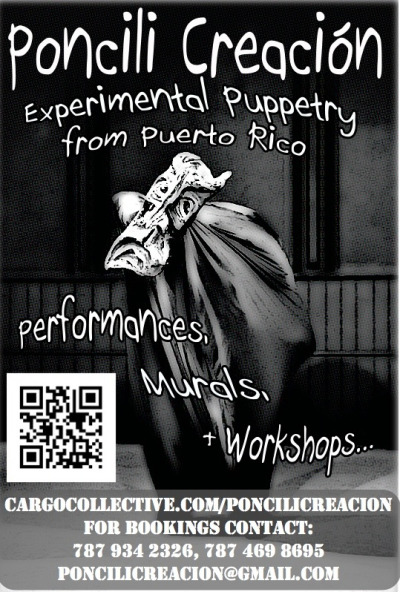 Poncili Creación
Experimental Puppetry
from Puerto Rico
Performances,
Murals,
+ Workshops...
CARGOCOLLECTIVE.COM/PONCILICREACION
FOR BOOKINGS CONTACT:
787 934 2326, 787 469 8695
PONCILICREACION@GMAIL.COM